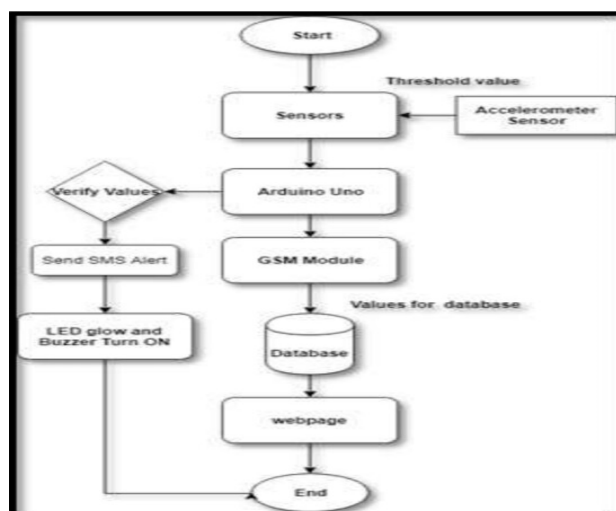 Start
Threshold value
Sensors
Accelerometer
Sensor
Verify Values
Arduino Uno
Send SMS Alert
GSM Module
Values for database
LED glow and
Buzzer Turn ON
Database
webpage
End